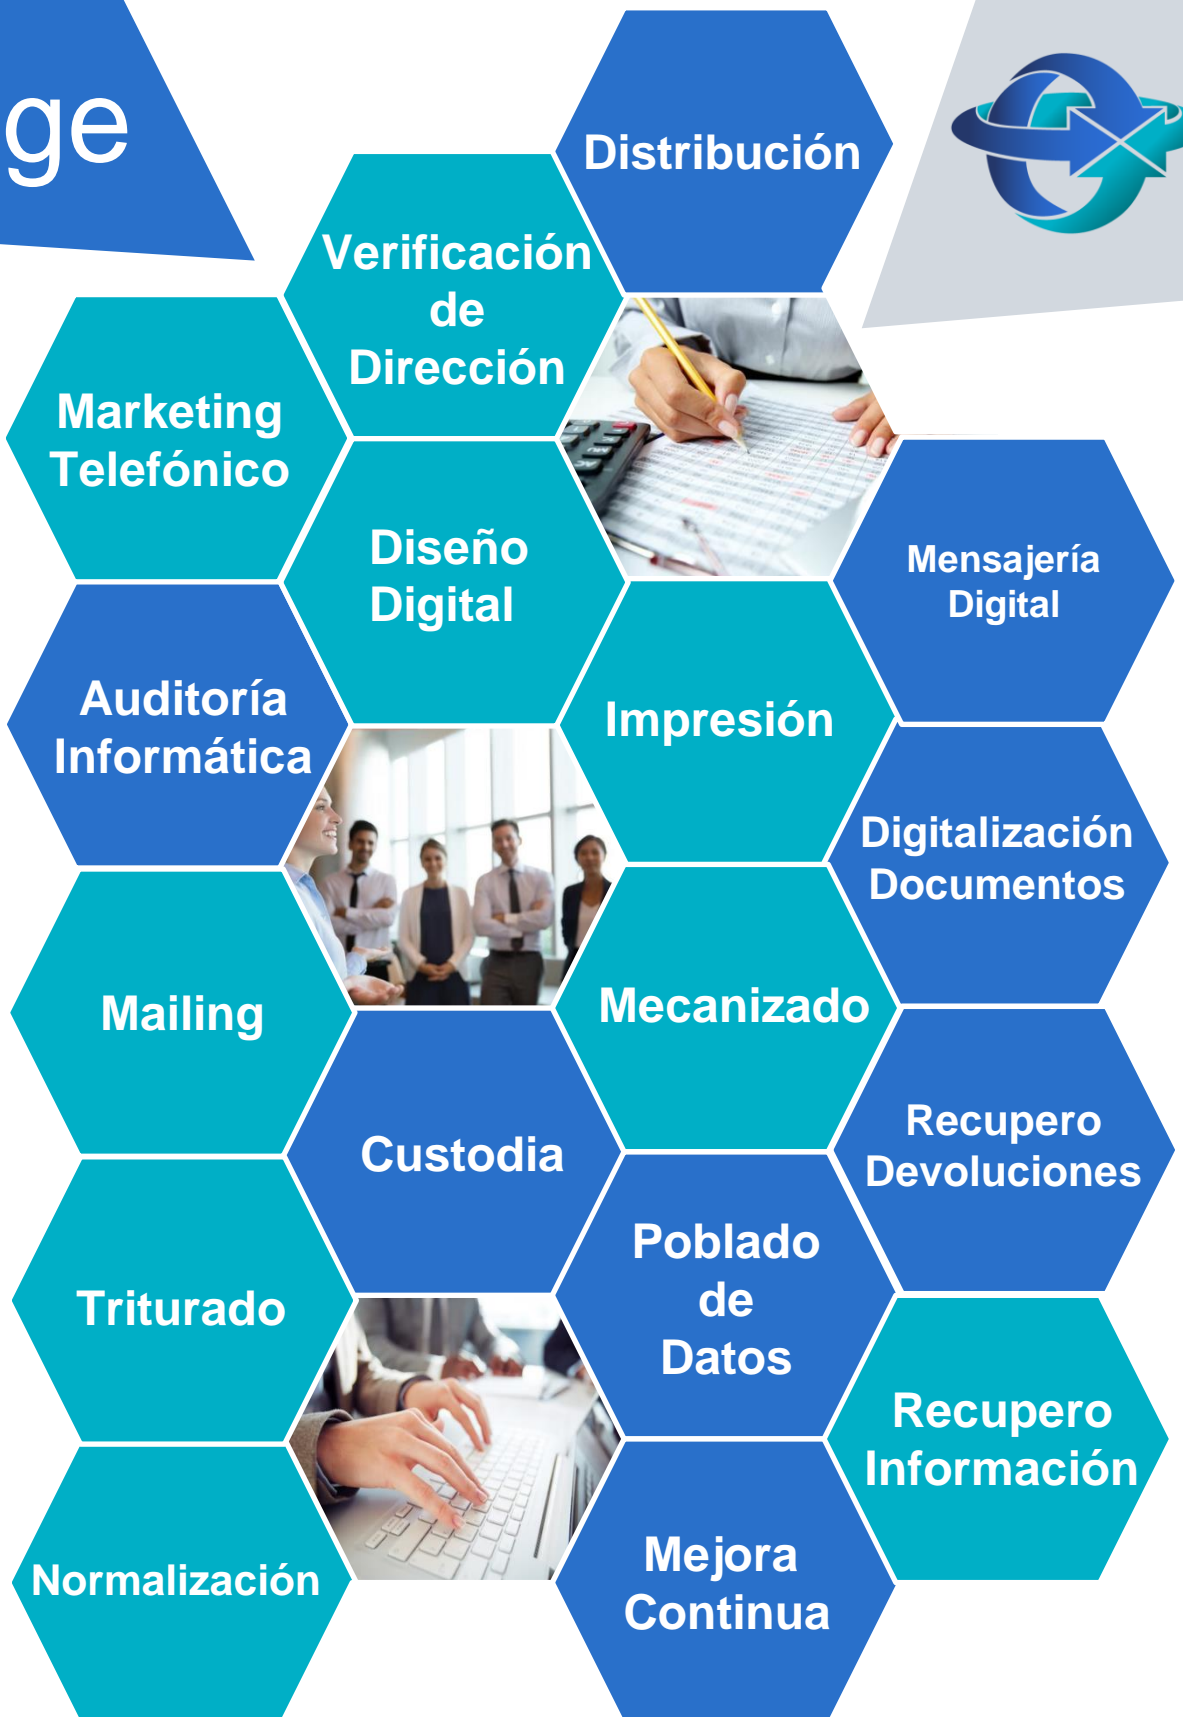 ge
Distribución
Verificación
de
Dirección
Marketing
Telefónico
Diseño
Digital
Mensajería
Digital
Auditoría
Informática
Impresión
Digitalización
Documentos
Mailing
Mecanizado
Custodia
Recupero
Devoluciones
Poblado
de
Datos
Triturado
Recupero
Información
Mejora
Continua
Normalización